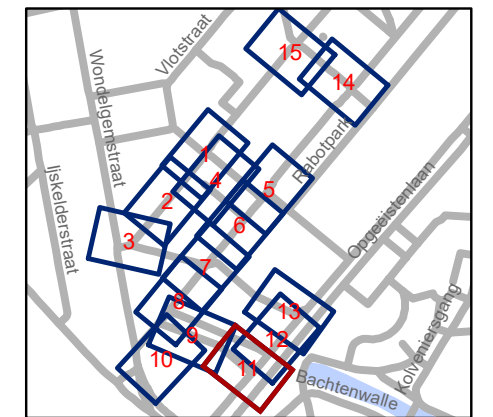 Vlotstraat
15
14
Wondelgemstraat
Rabotpark
1
4
5
Ijskelderstraat
2
6
Opgeëistenlaan
3
7
Kolveniersgang
8
13
9
12
10
11
Bachtenwalle